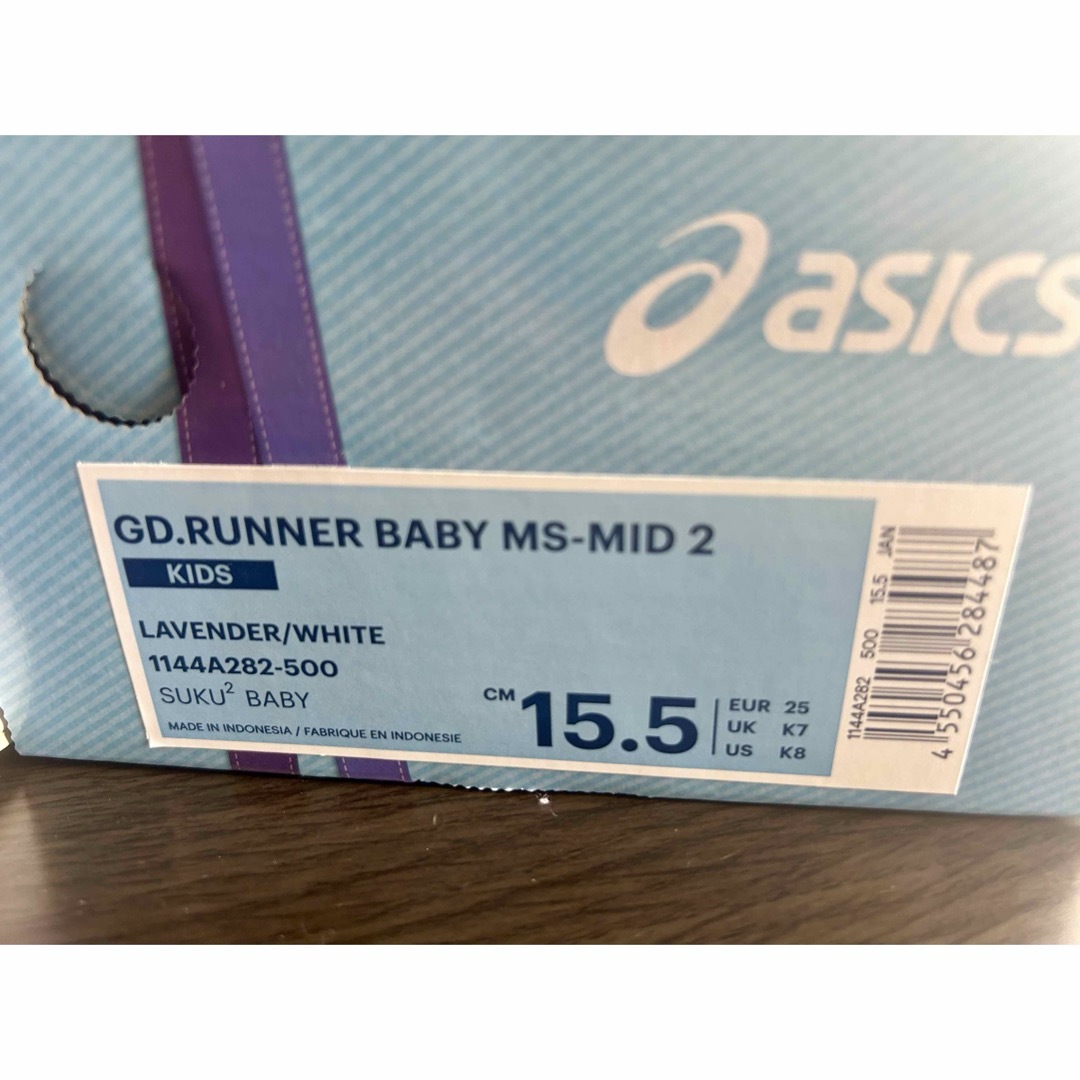 asics
GD.RUNNER BABY MS-MID 2
KIDS
LAVENDER/WHITE
1144A282-500
SUKU² BABY
MADE IN INDONESIA / FABRIQUE EN INDONESIE
CM 15.5
EUR 25
UK K7
US K8
1144A282 500 15.5 JAN
4550456284487